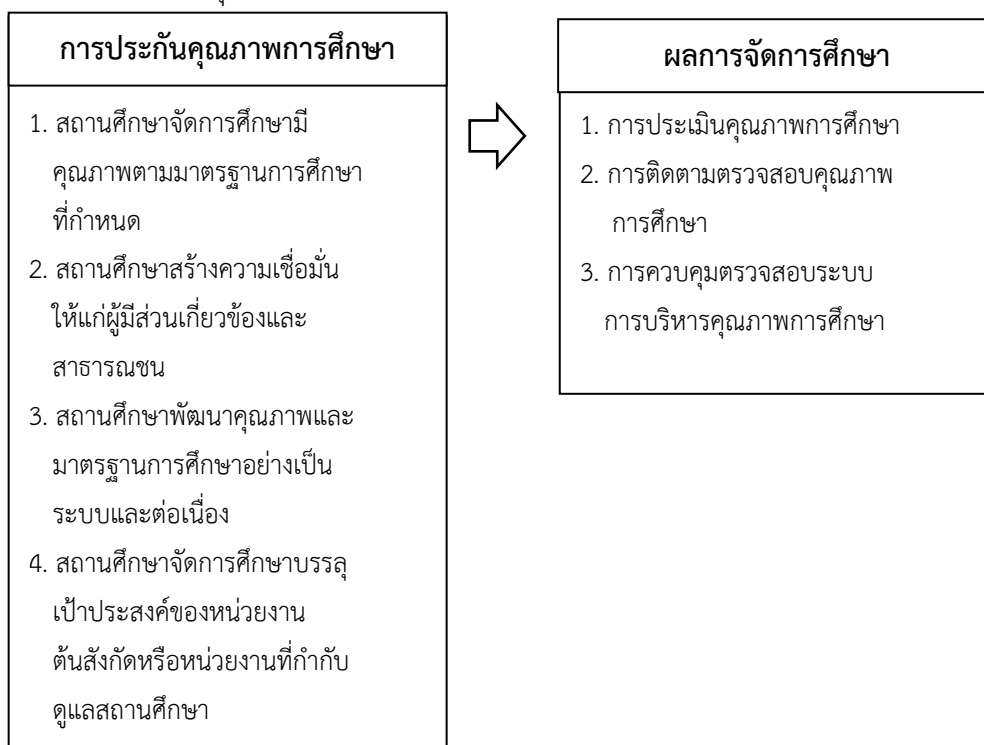 การประกันคุณภาพการศึกษา
1. สถานศึกษาจัดการศึกษามี
คุณภาพตามมาตรฐานการศึกษา
ที่กำหนด
2. สถานศึกษาสร้างความเชื่อมั่น
ให้แก่ผู้มีส่วนเกี่ยวข้องและ
สาธารณชน
3. สถานศึกษาพัฒนาคุณภาพและ
มาตรฐานการศึกษาอย่างเป็น
ระบบและต่อเนื่อง
4. สถานศึกษาจัดการศึกษาบรรลุ
เป้าประสงค์ของหน่วยงาน
ต้นสังกัดหรือหน่วยงานที่กำกับ
ดูแลสถานศึกษา
ผลการจัดการศึกษา
1. การประเมินคุณภาพการศึกษา
2. การติดตามตรวจสอบคุณภาพ
การศึกษา
3. การควบคุมตรวจสอบระบบ
การบริหารคุณภาพการศึกษา